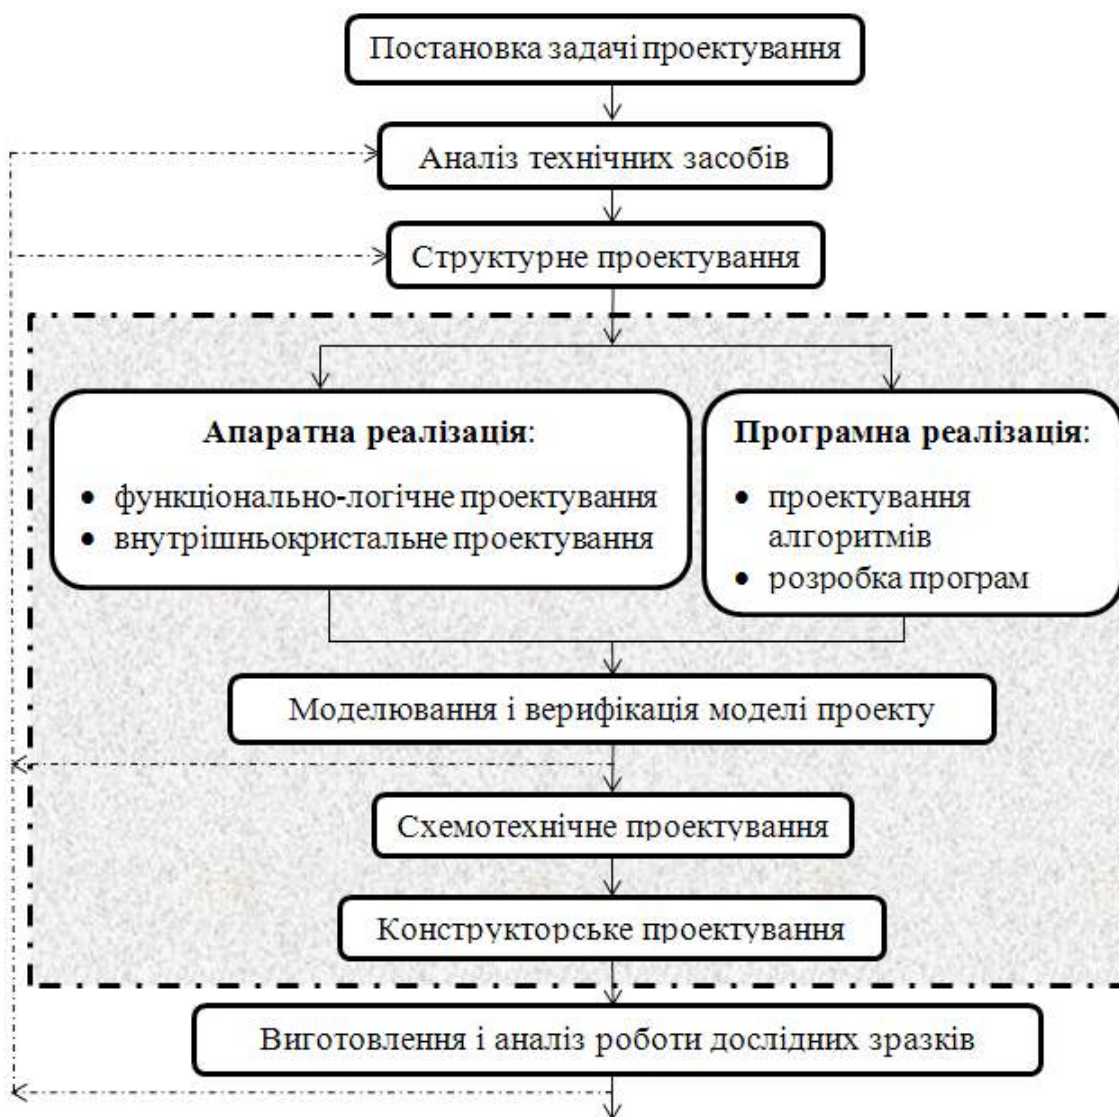 Постановка задачі проектування
Аналіз технічних засобів
Структурне проектування
Апаратна реалізація:
• функціонально-логічне проектування
• внутрішньокристальне проектування
Програмна реалізація:
• проектування
алгоритмів
• розробка програм
Моделювання і верифікація моделі проекту
Схемотехнічне проектування
Конструкторське проектування
Виготовлення і аналіз роботи дослідних зразків